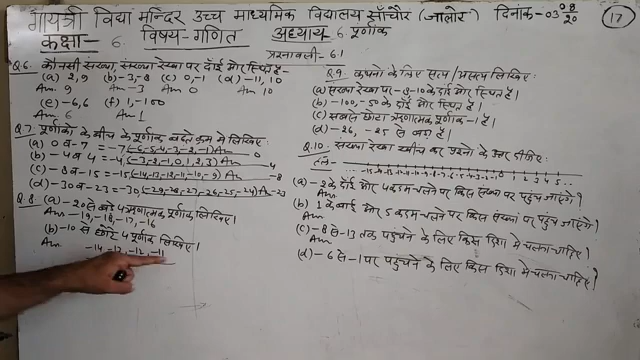 गायत्री विद्या मन्दिर उच्च माध्यमिक विद्यालय साँचौर (जालोर) दिनांक-03 08 20
17
कक्षा- 6. विषय-गणित अध्याय 6 पूर्णांक
प्रश्नावली- 6.1
Q.6 कौनसी संख्या, संख्या रेखा पर दाँई ओर स्थित है-
(a) 2, 9 (b) -3, -8 (c) 0, -1 (d) -11, 10
Ans. 9 Ans -3 Ans 0 Ans 10
(e) -6, 6 (f) 1, -100
Ans. 6 Ans 1
Q.7 पूर्णांकों के बीच के पूर्णांक बढ़ते क्रम में लिखिए।
(a) 0 व -7 = -7 (-6,-5,-4,-3,-2,-1) Ans 0
(b) -4 व 4 = -4 (-3,-2,-1,0,1,2,3) Ans 4
(c) -8 व -15 = -15 (-14,-13,-12,-11,-10,-9) Ans -8
(d) -30 व -23 = -30 (-29,-28,-27,-26,-25,-24) Ans -23
Q.8 (a) -20 से बड़े 4 ऋणात्मक पूर्णांक लिखिए।
Ans. -19, -18, -17, -16
(b) -10 से छोटे 4 पूर्णांक लिखिए।
Ans -14, -13, -12, -11
Q.9. कथनों के लिए सत्य/असत्य लिखिए:
(a) संख्या रेखा पर -8, -10 के दाँई ओर स्थित है।
(b) -100, -50 के दाँई ओर स्थित है।
(c) सबसे छोटा ऋणात्मक पूर्णांक -1 है।
(d) -26, -25 से बड़ा है।
Q.10. संख्या रेखा खींच कर प्रश्नों के उत्तर दीजिए:
(a) -2 के दाँई ओर 4 कदम चलने पर किस संख्या पर पहुंच जाएंगे?
(b) 1 के बाई ओर 5 कदम चलने पर किस संख्या पर पहुंच जाएंगे?
(c) -8 से -13 तक पहुंचने के लिए किस दिशा में चलना चाहिए?
(d) -6 से -1 पर पहुंचने के लिए किस दिशा में चलना चाहिए?